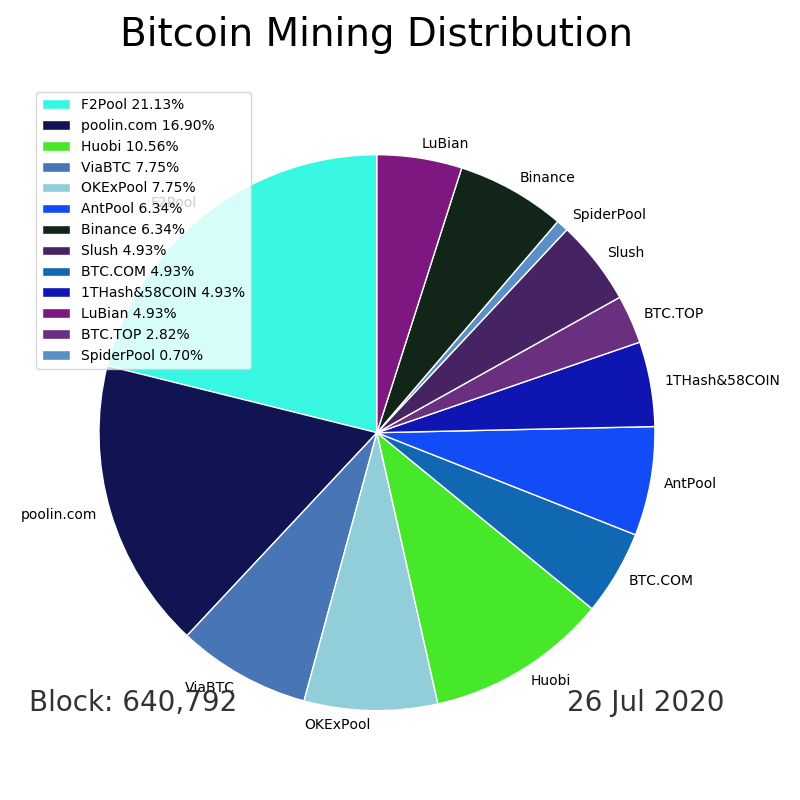 Bitcoin Mining Distribution
F2Pool 21.13%
poolin.com 16.90%
Huobi 10.56%
ViaBTC 7.75%
OKExPool 7.75%
AntPool 6.34%
Binance 6.34%
Slush 4.93%
BTC.COM 4.93%
1THash&58COIN 4.93%
LuBian 4.93%
BTC.TOP 2.82%
SpiderPool 0.70%
F2Pool
LuBian
Binance
SpiderPool
Slush
BTC.TOP
1THash&58COIN
AntPool
BTC.COM
Huobi
OKExPool
ViaBTC
poolin.com
Block: 640,792
26 Jul 2020